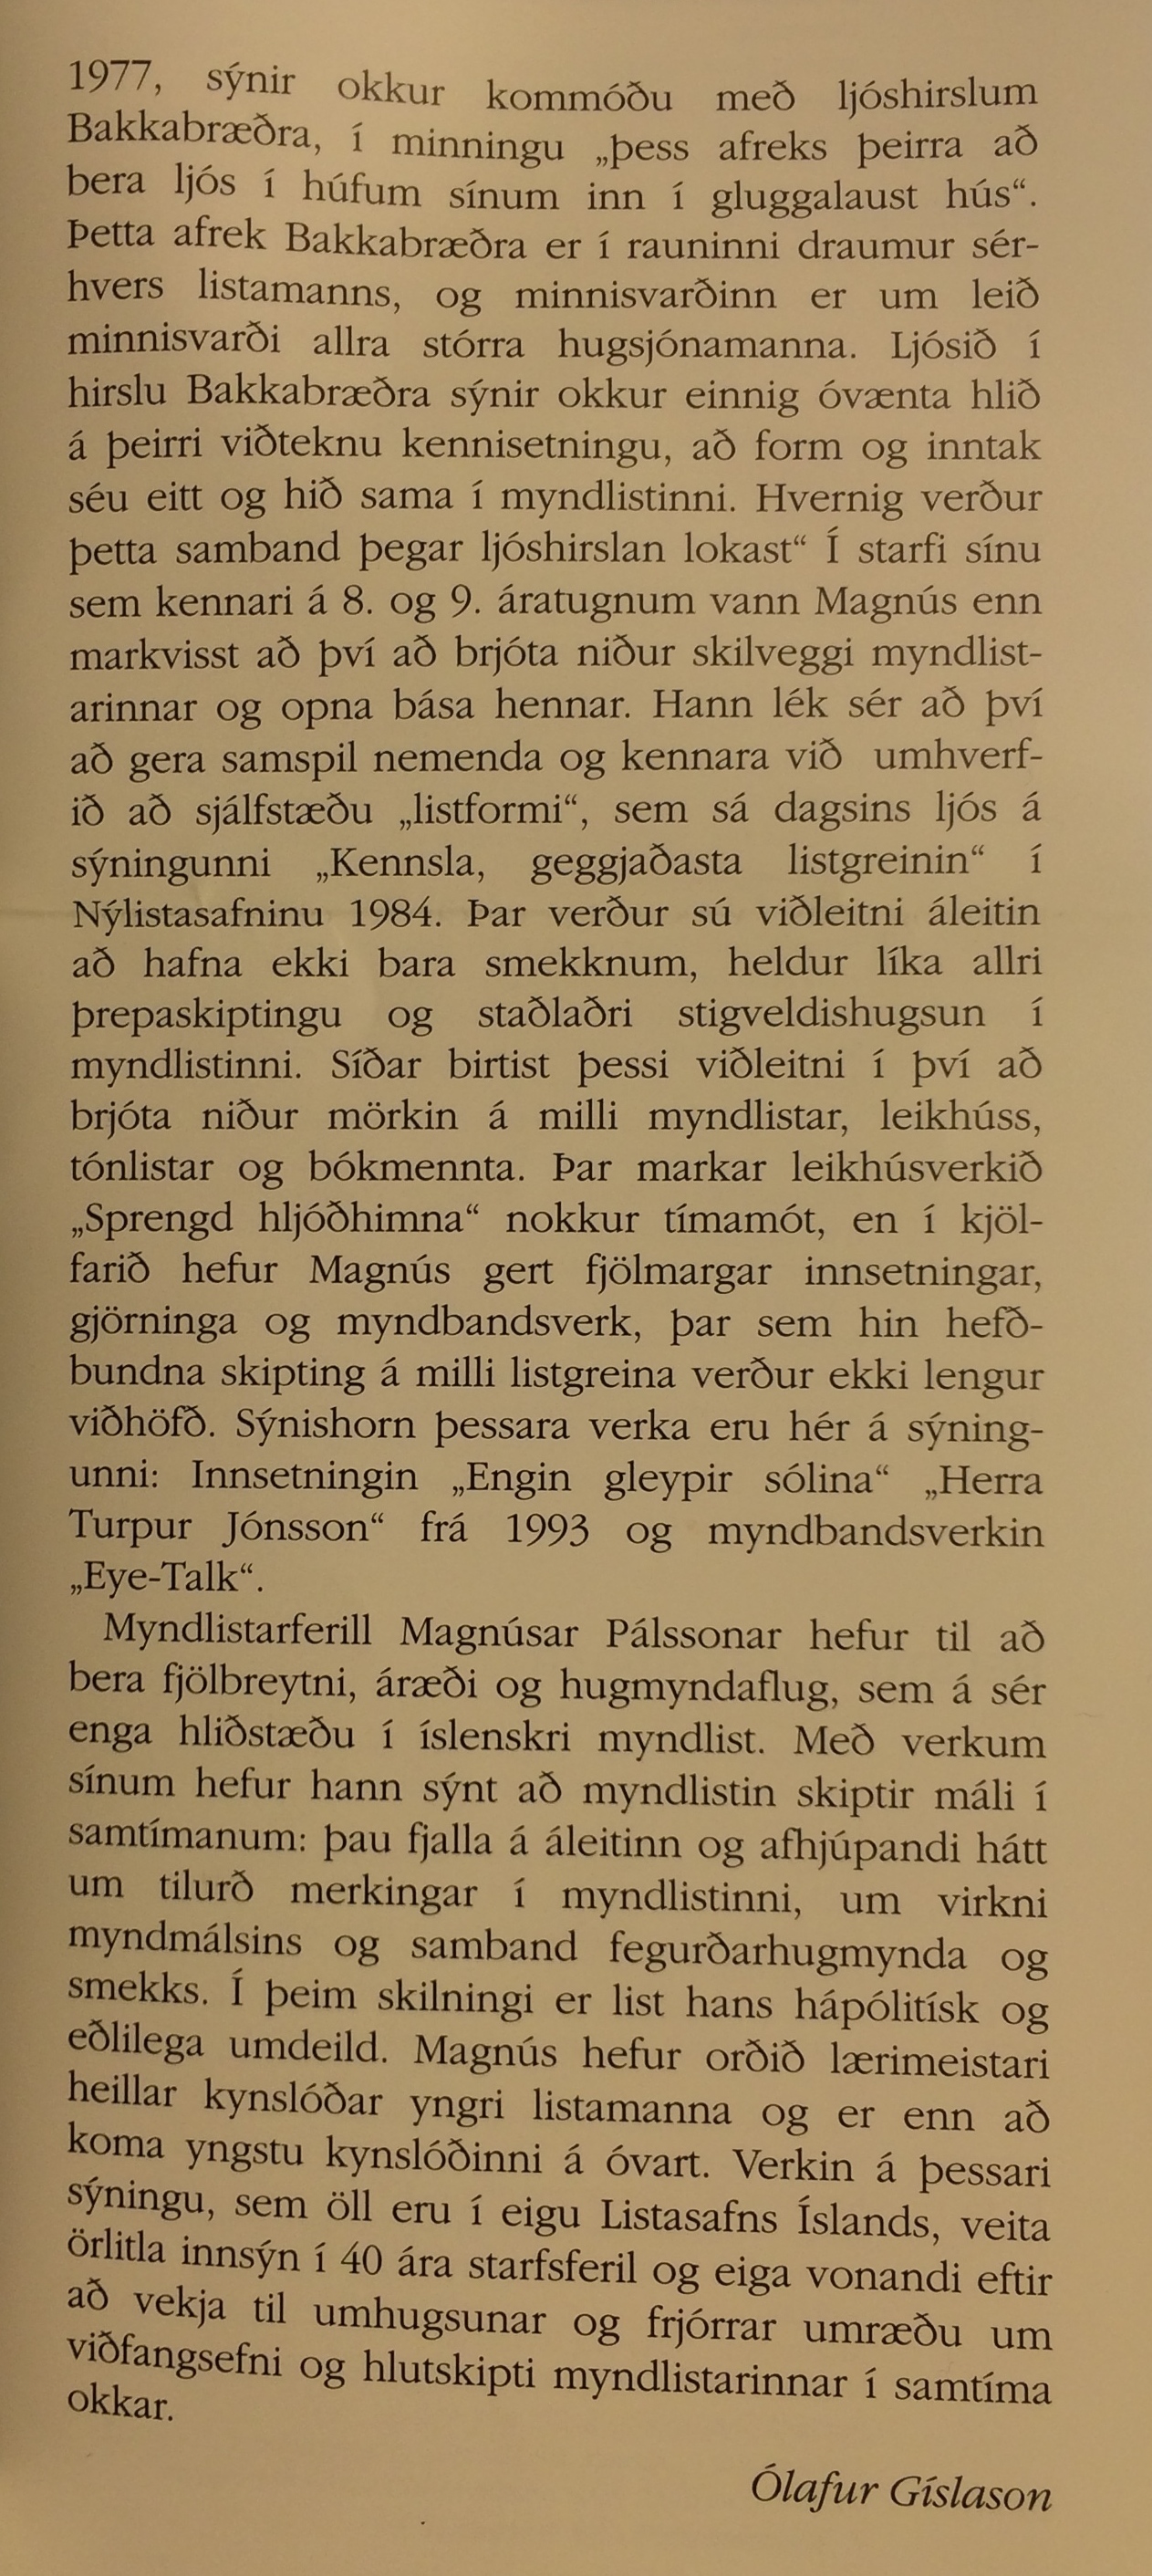 1977, sýnir okkur kommóðu með ljóshirslum
Bakkabræðra, í minningu „þess afreks þeirra að
bera ljós í húfum sínum inn í gluggalaust hús“.
Þetta afrek Bakkabræðra er í rauninni draumur sér-
hvers listamanns, og minnisvarðinn er um leið
minnisvarði allra stórra hugsjónamanna. Ljósið í
hirslu Bakkabræðra sýnir okkur einnig óvænta hlið
á þeirri viðteknu kennisetningu, að form og inntak
séu eitt og hið sama í myndlistinni. Hvernig verður
þetta samband þegar ljóshirslan lokast“ Í starfi sínu
sem kennari á 8. og 9. áratugnum vann Magnús enn
markvisst að því að brjóta niður skilveggi myndlist-
arinnar og opna bása hennar. Hann lék sér að því
að gera samspil nemenda og kennara við umhverf-
ið að sjálfstæðu „listformi“, sem sá dagsins ljós á
sýningunni „Kennsla, geggjaðasta listgreinin“ í
Nýlistasafninu 1984. Þar verður sú viðleitni áleitin
að hafna ekki bara smekknum, heldur líka allri
þrepaskiptingu og staðlaðri stigveldishugsun í
myndlistinni. Síðar birtist þessi viðleitni í því að
brjóta niður mörkin á milli myndlistar, leikhúss,
tónlistar og bókmennta. Þar markar leikhúsverkið
„Sprengd hljóðhimna“ nokkur tímamót, en í kjöl-
farið hefur Magnús gert fjölmargar innsetningar,
gjörninga og myndbandsverk, þar sem hin hefð-
bundna skipting á milli listgreina verður ekki lengur
viðhöfð. Sýnishorn þessara verka eru hér á sýning-
unni: Innsetningin „Engin gleypir sólina“ „Herra
Turpur Jónsson“ frá 1993 og myndbandsverkin
„Eye-Talk“.
Myndlistarferill Magnúsar Pálssonar hefur til að
bera fjölbreytni, áræði og hugmyndaflug, sem á sér
enga hliðstæðu í íslenskri myndlist. Með verkum
sínum hefur hann sýnt að myndlistin skiptir máli í
samtímanum: þau fjalla á áleitinn og afhjúpandi hátt
um tilurð merkingar í myndlistinni, um virkni
myndmálsins og samband fegurðarhugmynda og
smekks. Í þeim skilningi er list hans hápólitísk og
eðlilega umdeild. Magnús hefur orðið lærimeistari
heillar kynslóðar yngri listamanna og er enn að
koma yngstu kynslóðinni á óvart. Verkin á þessari
sýningu, sem öll eru í eigu Listasafns Íslands, veita
örlitla innsýn í 40 ára starfsferil og eiga vonandi eftir
að vekja til umhugsunar og frjórrar umræðu um
viðfangsefni og hlutskipti myndlistarinnar í samtíma
okkar.
Ólafur Gíslason